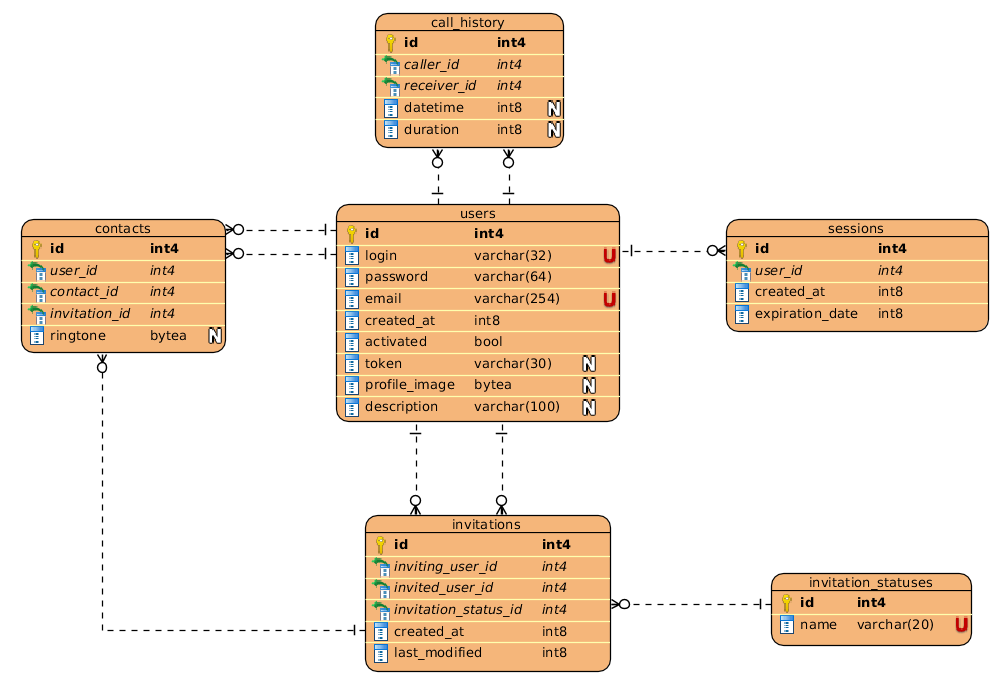 call_history
id int4
caller_id int4
receiver_id int4
datetime int8 N
duration int8 N
contacts
id int4
user_id int4
contact_id int4
invitation_id int4
ringtone bytea N
users
id int4
login varchar(32) U
password varchar(64)
email varchar(254) U
created_at int8
activated bool
token varchar(30) N
profile_image bytea N
description varchar(100) N
sessions
id int4
user_id int4
created_at int8
expiration_date int8
invitations
id int4
inviting_user_id int4
invited_user_id int4
invitation_status_id int4
created_at int8
last_modified int8
invitation_statuses
id int4
name varchar(20) U